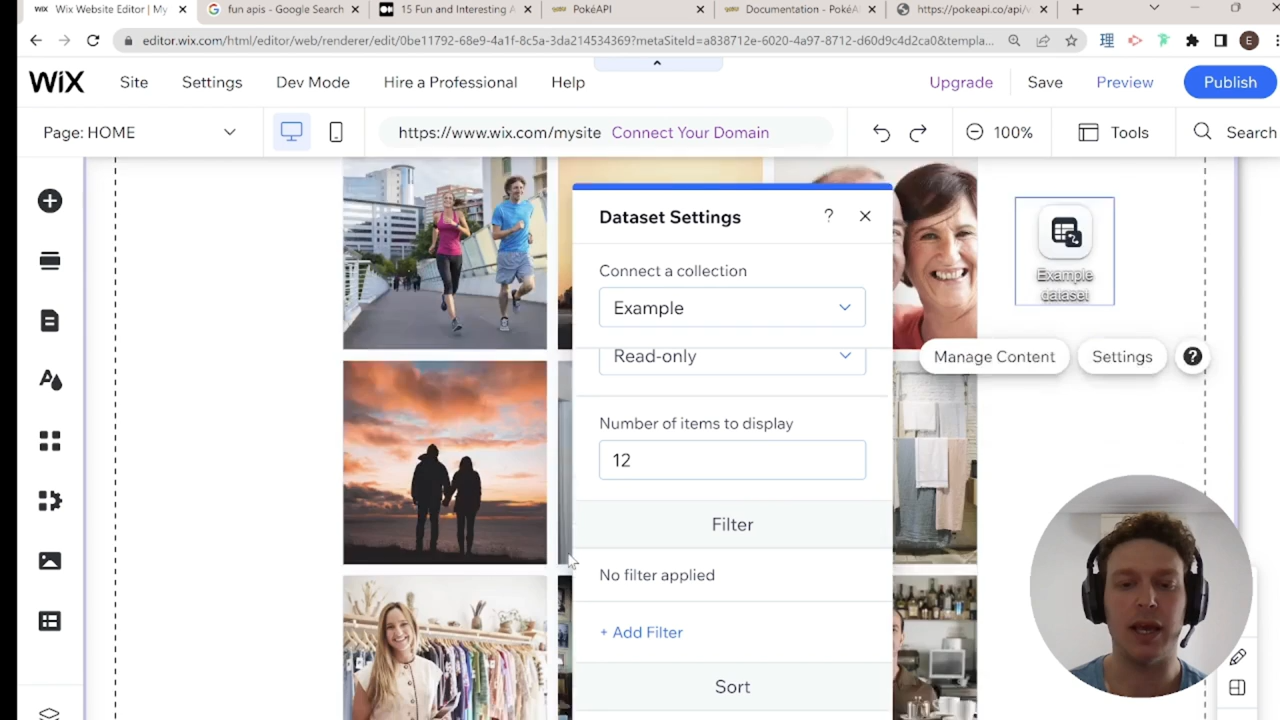 WiX Wix Website Editor | My
G fun apis - Google Search
15 Fun and Interesting A
PokéAPI
Documentation - PokéA
https://pokeapi.co/api/v
editor.wix.com/html/editor/web/renderer/edit/0be11792-68e9-4a1f-8c5a-3da214534369?metaSiteId=a838712e-6020-4a97-8712-d60d9c4d2ca0&templa...
理
E
WiX
Site
Settings
Dev Mode
Hire a Professional
Help
Upgrade
Save
Preview
Publish
Page: HOME
https://www.wix.com/mysite Connect Your Domain
100%
Tools
Search
Dataset Settings ?
Connect a collection
Example
Read-only
Number of items to display
12
Filter
No filter applied
+ Add Filter
Sort
Example
dataset
Manage Content
Settings
?